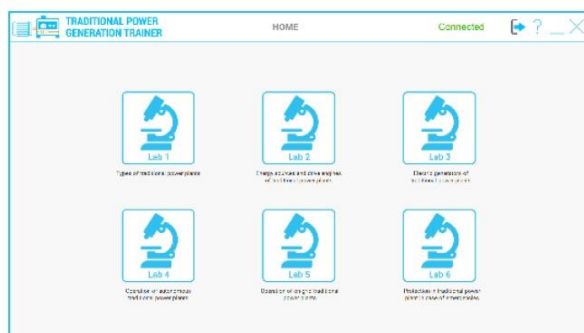 TRADITIONAL POWER
GENERATION TRAINER
HOME
Connected
?
Lab 1
Lab 2
Lab 3
Types of traditional power plants
Energy sources and drive engines
of traditional power plants
Electric generators of
traditional power plants
Lab 4
Lab 5
Lab 6
Operation of autonomous
traditional power plants
Operation of on-grid traditional
power plants
Protection in traditional power
plants in case of emergencies